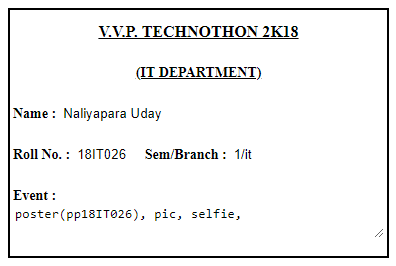 V.V.P. TECHNOTHON 2K18
(IT DEPARTMENT)
Name : Naliyapara Uday
Roll No. : 18IT026 Sem/Branch : 1/it
Event :
poster(pp18IT026), pic, selfie,